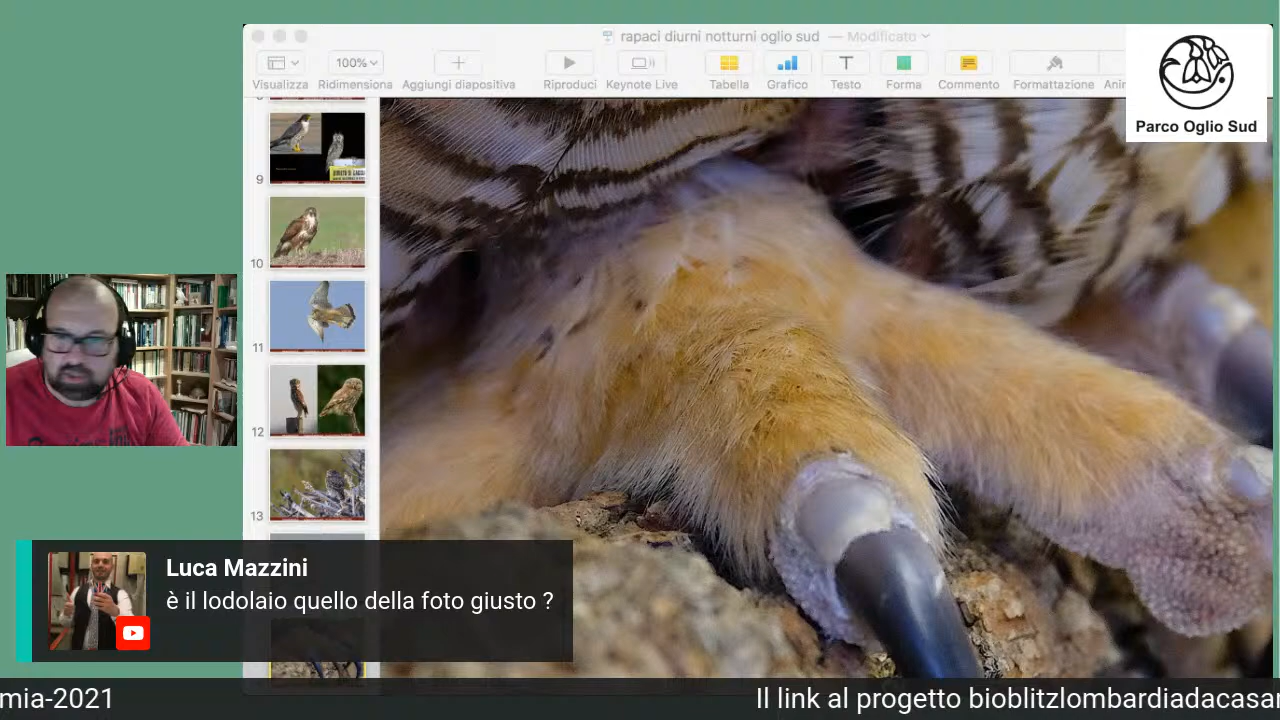 rapaci diurni notturni oglio sud — Modificato
100%
Visualizza Ridimensiona Aggiungi diapositiva Riproduci Keynote Live Tabella Grafico Testo Forma Commento Formattazione Anir
Parco Oglio Sud
9
10
11
12
13
Luca Mazzini
è il lodolaio quello della foto giusto ?
mia-2021 Il link al progetto bioblitzlombardiadacasa